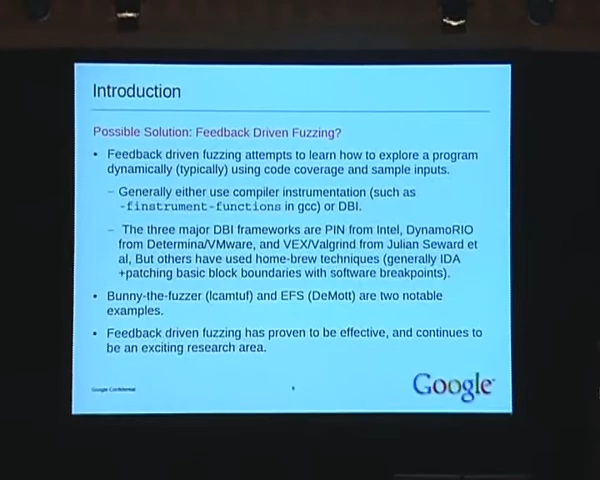 Introduction
Possible Solution: Feedback Driven Fuzzing?
• Feedback driven fuzzing attempts to learn how to explore a program
dynamically (typically) using code coverage and sample inputs.
– Generally either use compiler instrumentation (such as
-finstrument-functions in gcc) or DBI.
– The three major DBI frameworks are PIN from Intel, DynamoRIO
from Determina/VMware, and VEX/Valgrind from Julian Seward et
al, But others have used home-brew techniques (generally IDA
+patching basic block boundaries with software breakpoints).
• Bunny-the-fuzzer (lcamtuf) and EFS (DeMott) are two notable
examples.
• Feedback driven fuzzing has proven to be effective, and continues to
be an exciting research area.
Google Confidential
Google